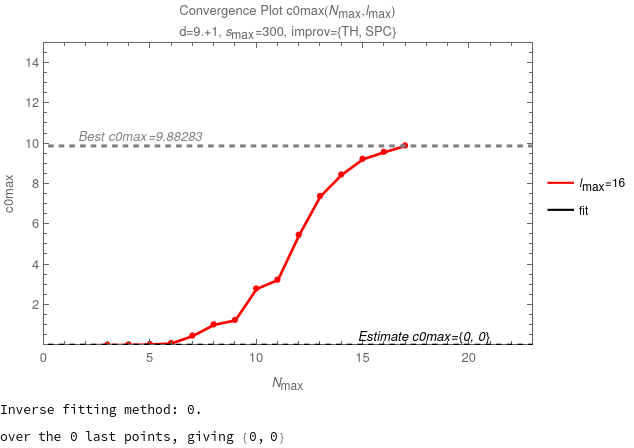 Convergence Plot c0max(Nmax,lmax)
d=9.+1, smax=300, improv={TH, SPC}
14
12
10
8
6
4
2
c0max
Best c0max=9.88283
Estimate c0max={0, 0}
0
5
10
15
20
Nmax
lmax=16
fit
Inverse fitting method: 0.
over the 0 last points, giving {0, 0}